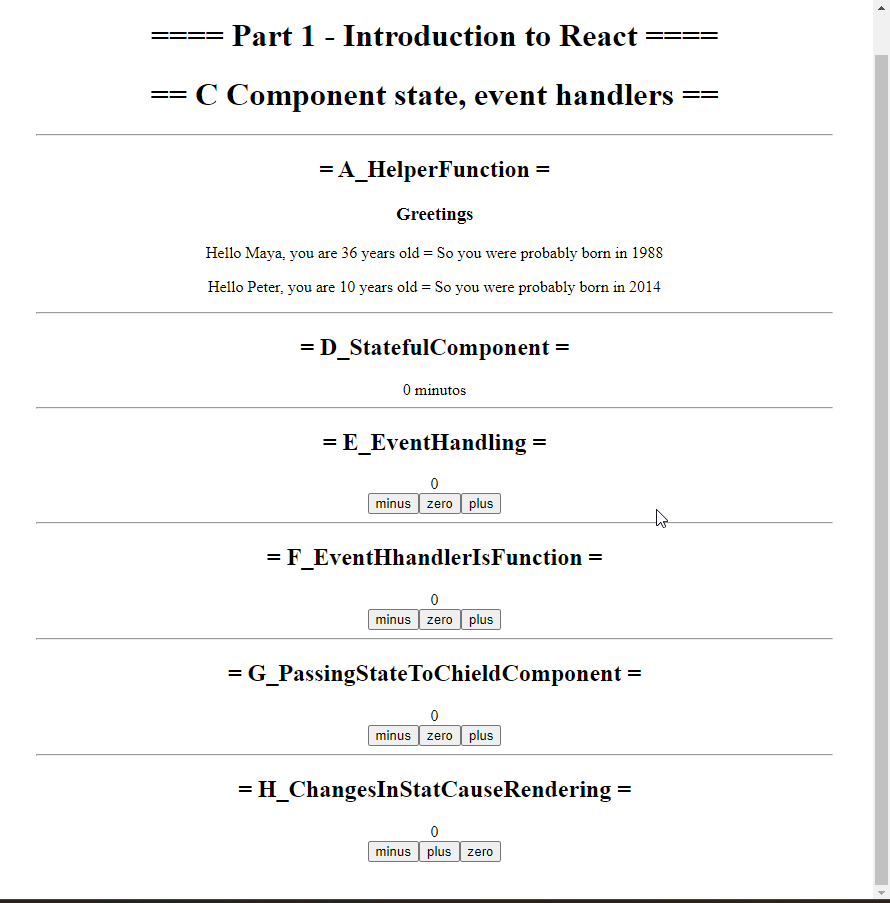 ==== Part 1 - Introduction to React ====
== C Component state, event handlers ==
= A_HelperFunction =
Greetings
Hello Maya, you are 36 years old = So you were probably born in 1988
Hello Peter, you are 10 years old = So you were probably born in 2014
= D_StatefulComponent =
0 minutos
= E_EventHandling =
0
minus zero plus
= F_EventHhandlerIsFunction =
0
minus zero plus
= G_PassingStateToChieldComponent =
0
minus zero plus
= H_ChangesInStatCauseRendering =
0
minus plus zero